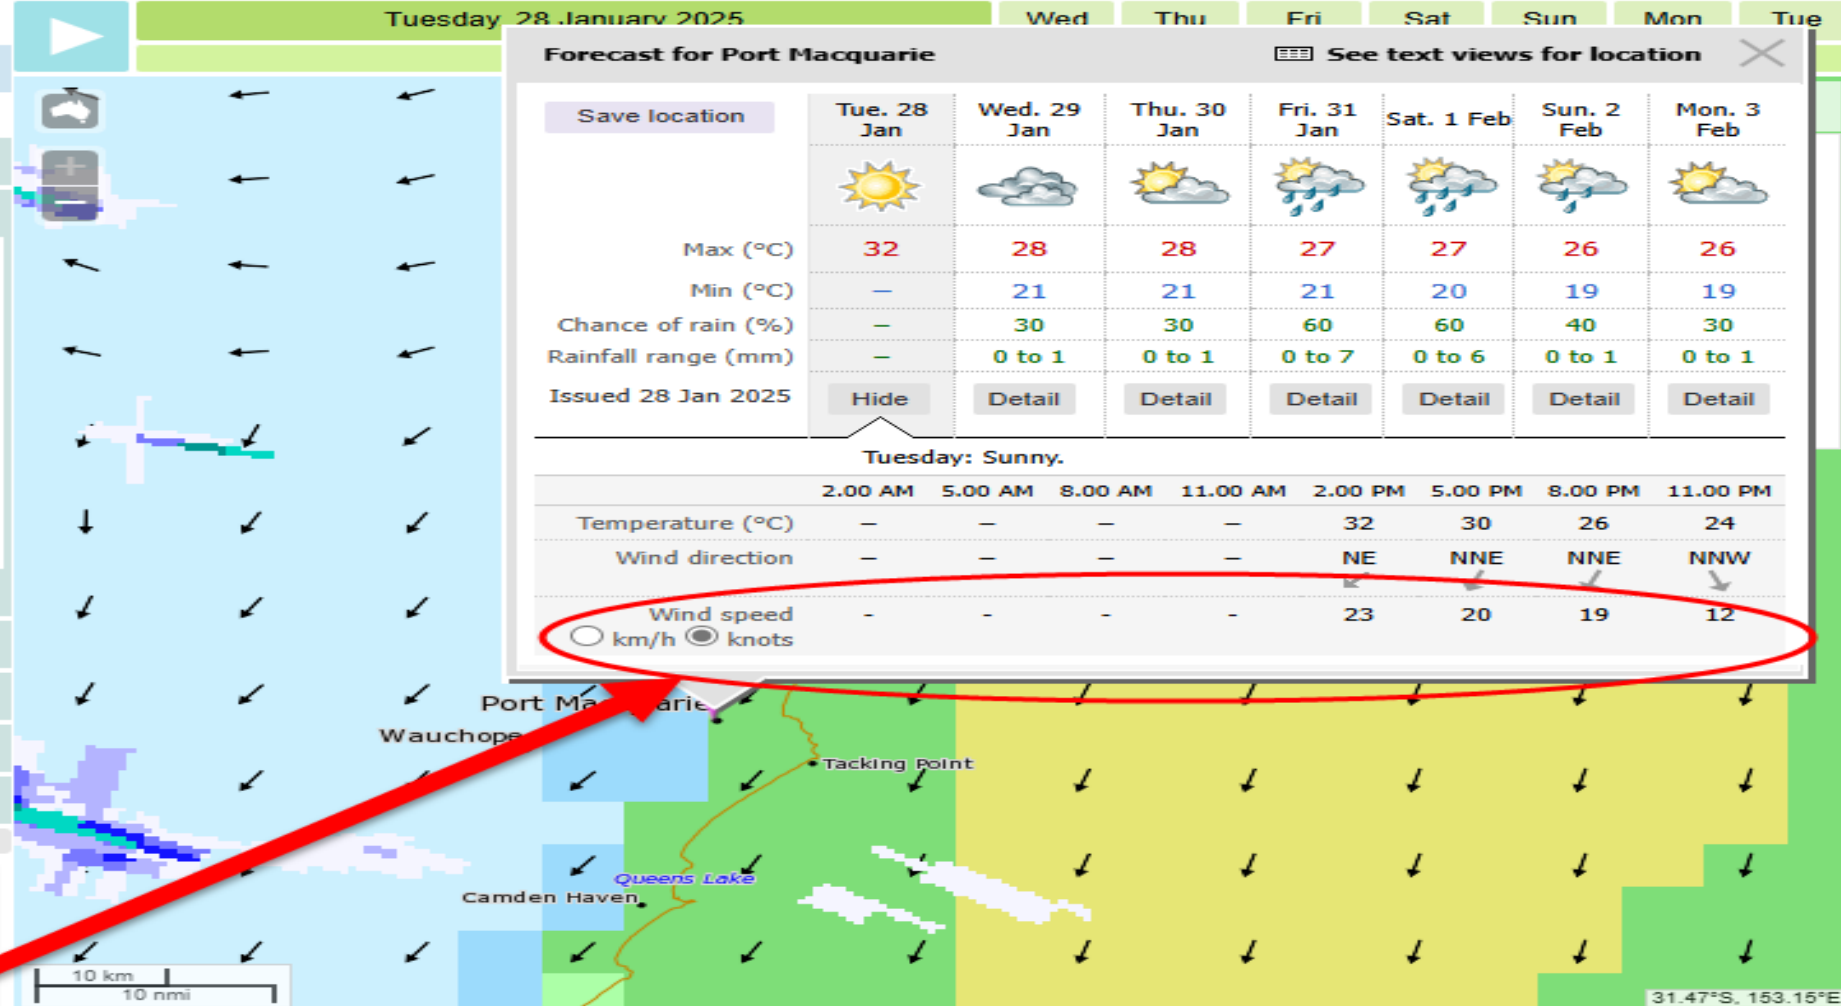 Tuesday 28 January 2025 Wed Thu Fri Sat Sun Mon Tue
Forecast for Port Macquarie See text views for location
Save location
Tue. 28 Jan
Wed. 29 Jan
Thu. 30 Jan
Fri. 31 Jan
Sat. 1 Feb
Sun. 2 Feb
Mon. 3 Feb
Max (°C) 32 28 28 27 27 26 26
Min (°C) – 21 21 21 20 19 19
Chance of rain (%) – 30 30 60 60 40 30
Rainfall range (mm) – 0 to 1 0 to 1 0 to 7 0 to 6 0 to 1 0 to 1
Issued 28 Jan 2025 Hide Detail Detail Detail Detail Detail Detail
Tuesday: Sunny.
2.00 AM 5.00 AM 8.00 AM 11.00 AM 2.00 PM 5.00 PM 8.00 PM 11.00 PM
Temperature (°C) – – – – 32 30 26 24
Wind direction – – – – NE NNE NNE NNW
Wind speed - - - - 23 20 19 12
km/h knots
Port Macquarie
Wauchope
Tacking Point
Queens Lake
Camden Haven
10 km
10 nmi
31.47°S, 153.15°E